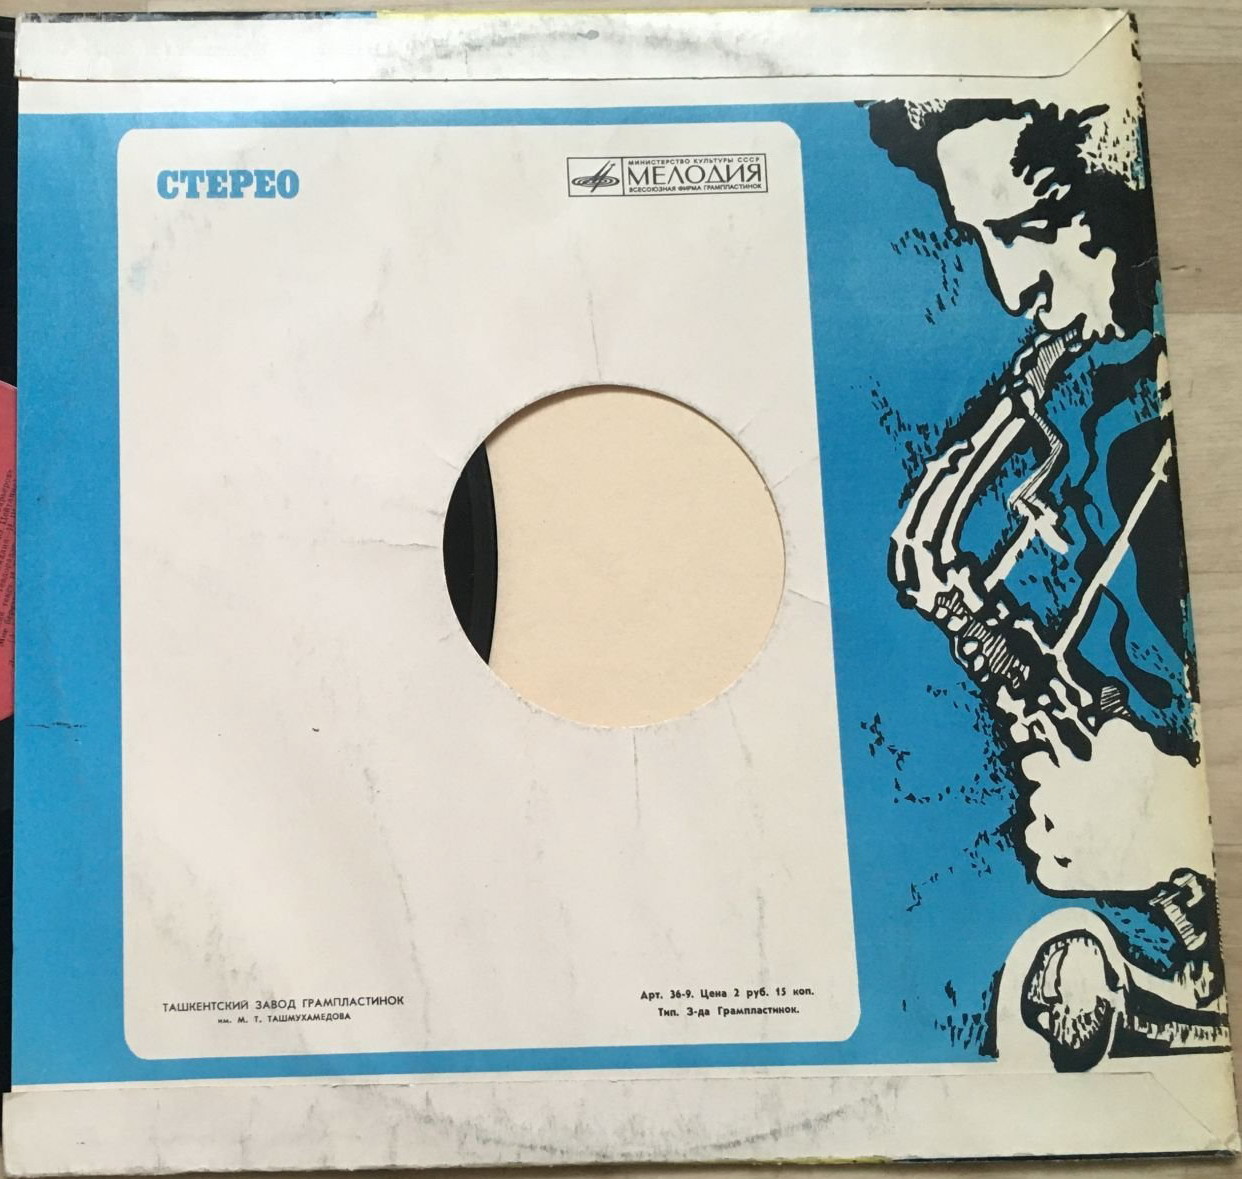 СТЕРЕО
МИНИСТЕРСТВО КУЛЬТУРЫ СССР
МЕЛОДИЯ
ВСЕСОЮЗНАЯ ФИРМА ГРАМПЛАСТИНОК
ТАШКЕНТСКИЙ ЗАВОД ГРАМПЛАСТИНОК
им. М. Т. ТАШМУХАМЕДОВА
Арт. 36-9. Цена 2 руб. 15 коп.
Тип. З-да Грампластинок.